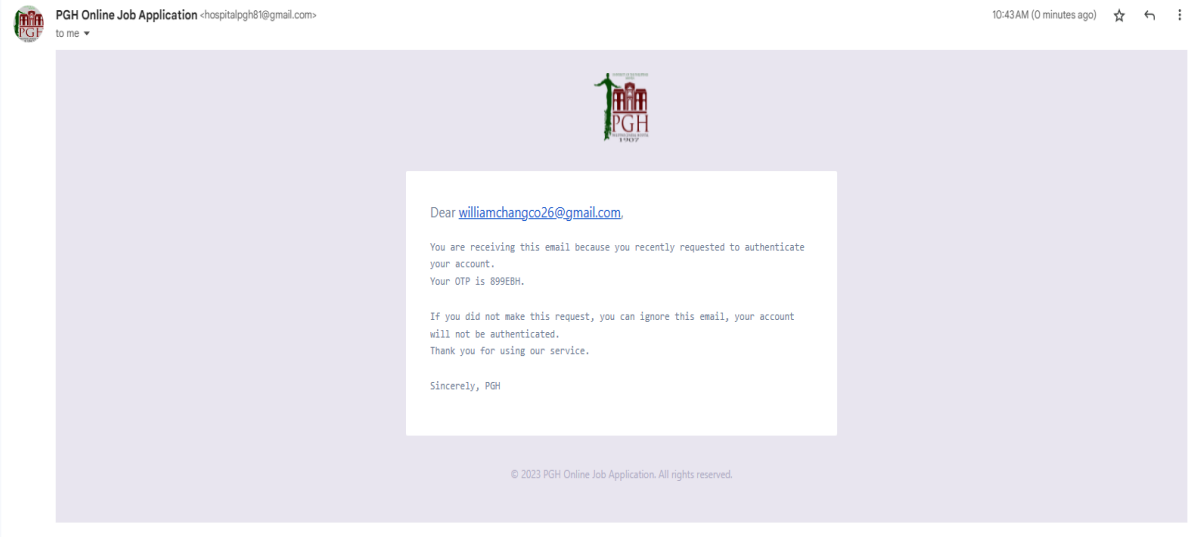 PGH Online Job Application <hospitalpgh81@gmail.com>
10:43 AM (0 minutes ago)
to me
PGH
PGH
1907
Dear williamchangco26@gmail.com,
You are receiving this email because you recently requested to authenticate
your account.
Your OTP is 899EBH.
If you did not make this request, you can ignore this email, your account
will not be authenticated.
Thank you for using our service.
Sincerely, PGH
© 2023 PGH Online Job Application. All rights reserved.